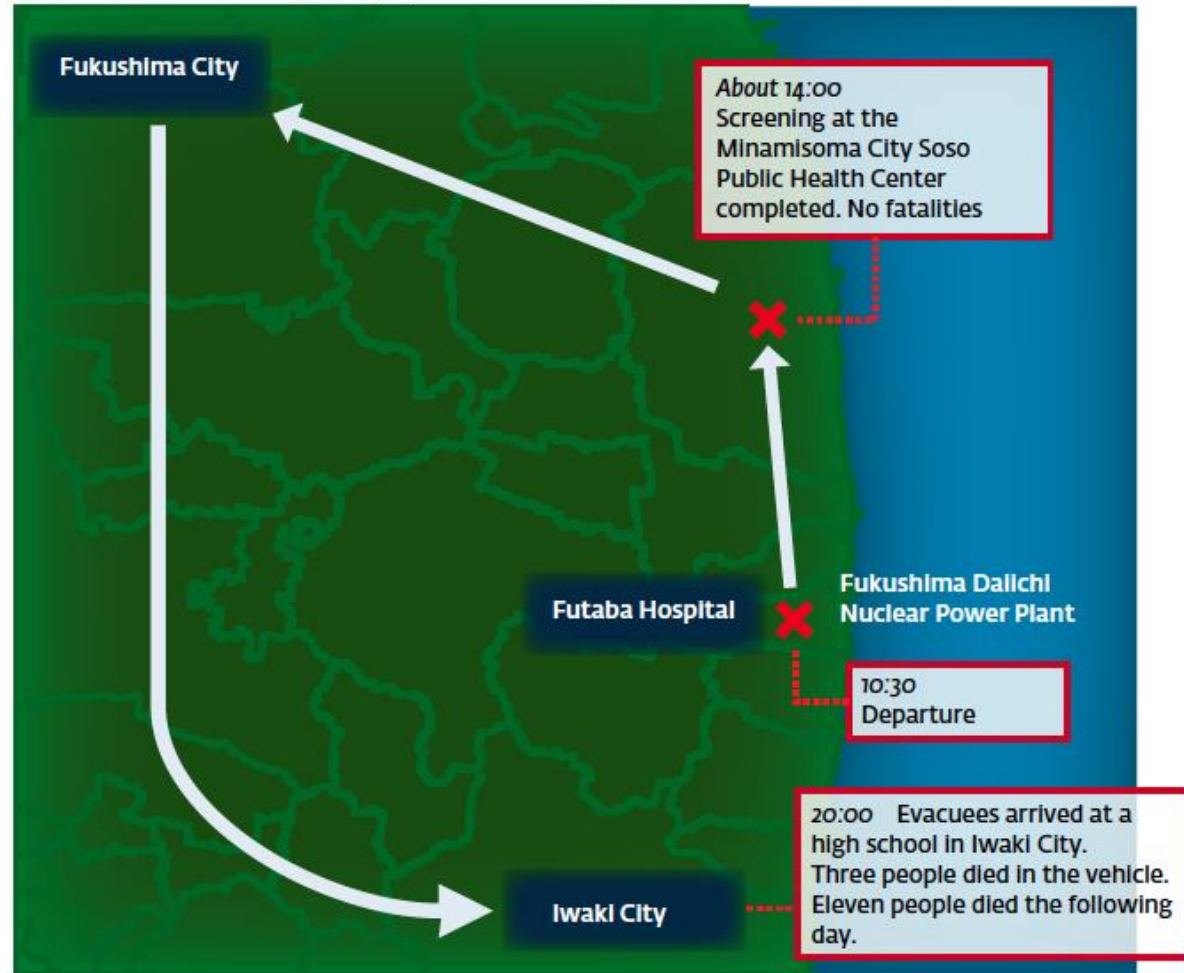 Fukushima City
About 14:00
Screening at the
Minamisoma City Soso
Public Health Center
completed. No fatalities
Futaba Hospital
Fukushima Daiichi
Nuclear Power Plant
10:30
Departure
20:00 Evacuees arrived at a
high school in Iwaki City.
Three people died in the vehicle.
Eleven people died the following
day.
Iwaki City